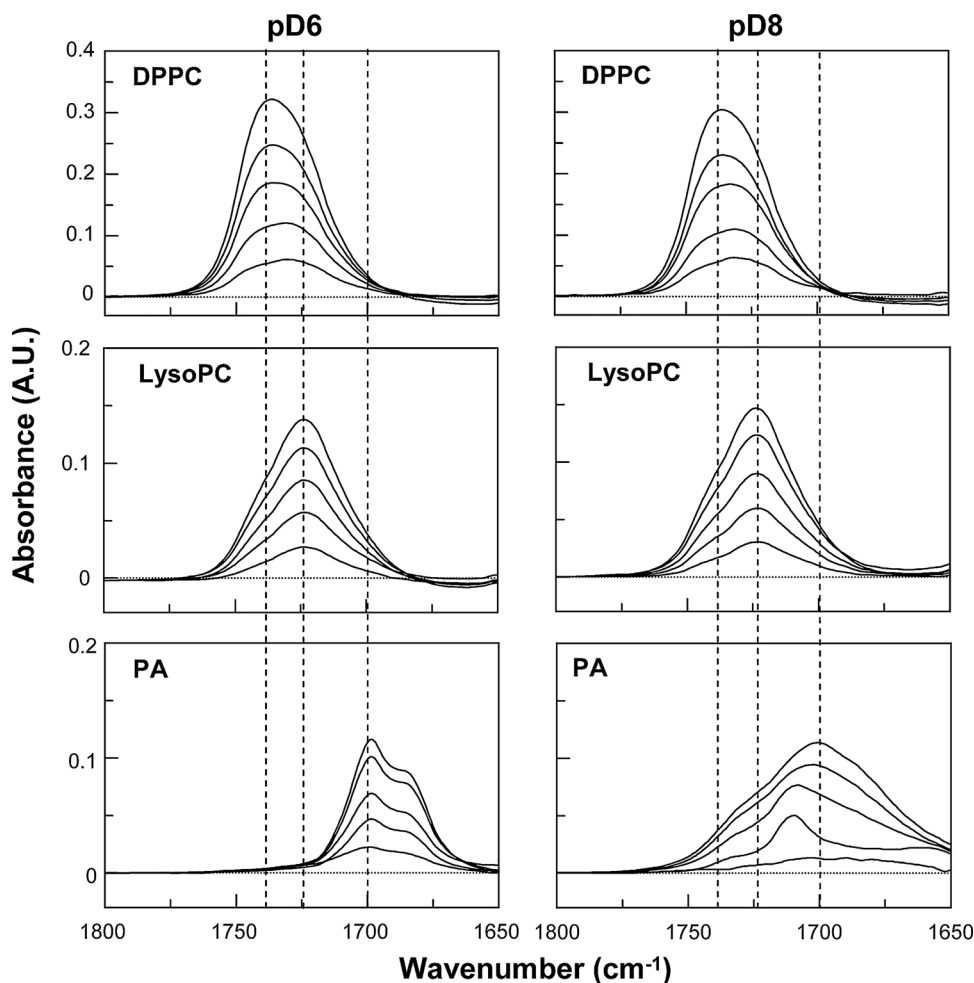 pD6 pD8
0.4
DPPC DPPC
0.3
0.2
0.1
0
0.2
LysoPC LysoPC
0.1
0
0.2
PA PA
0.1
0
Absorbance (A.U.)
1800 1750 1700 1650 1800 1750 1700 1650
Wavenumber (cm⁻¹)